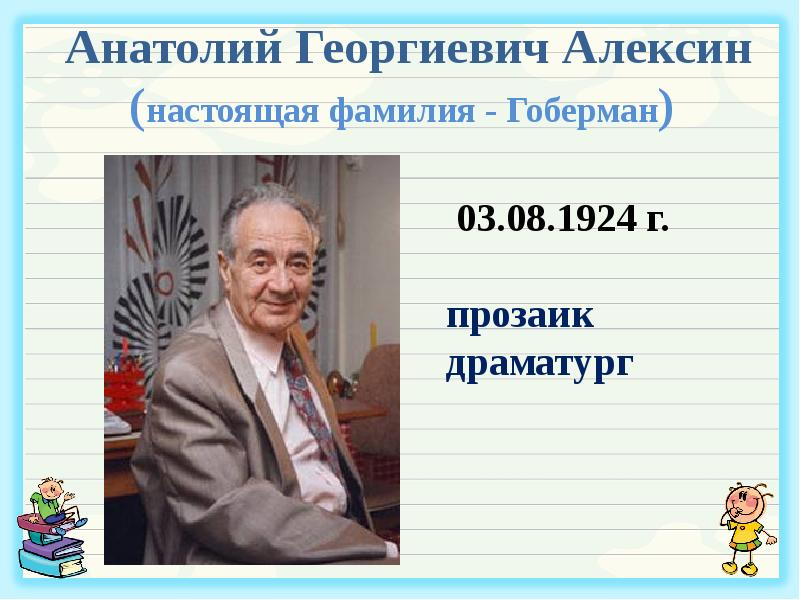 Анатолий Георгиевич Алексин
(настоящая фамилия - Гоберман)
03.08.1924 г.
прозаик
драматург